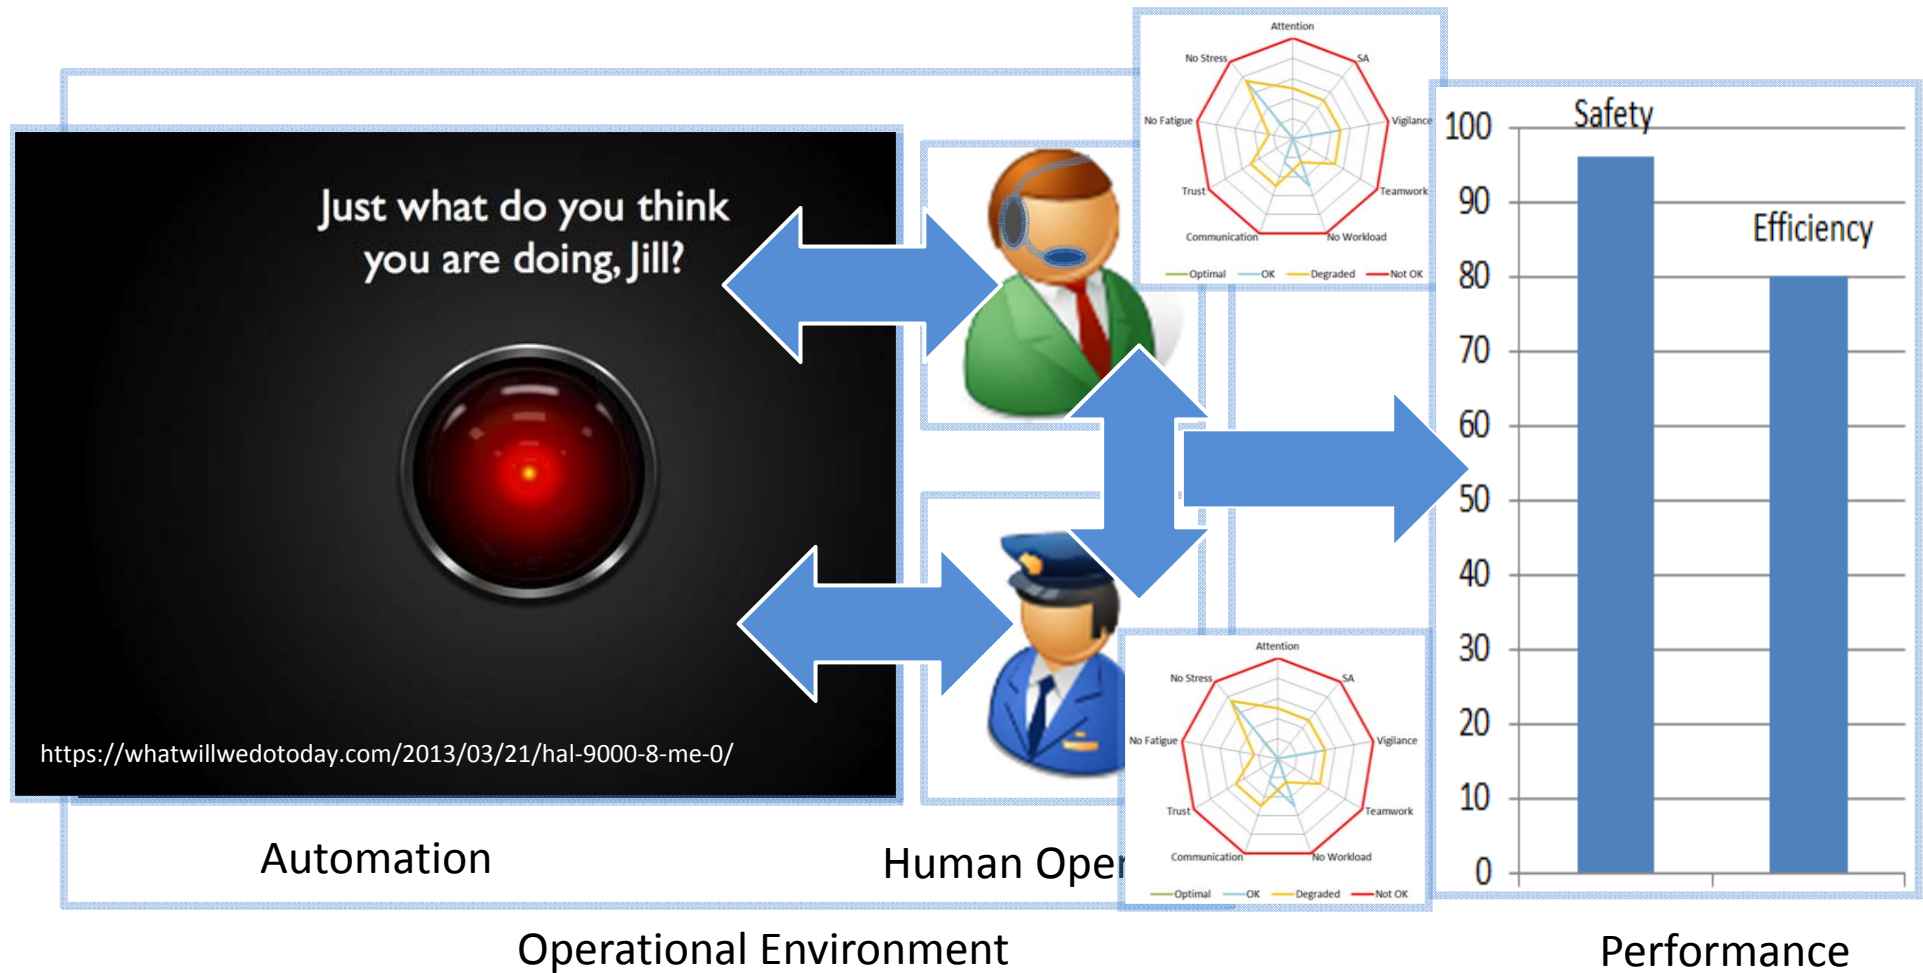 Just what do you think
you are doing, Jill?
https://whatwillwedotoday.com/2013/03/21/hal-9000-8-me-0/
Automation
Human Oper
Operational Environment
Attention
No Stress
SA
No Fatigue
Vigilance
Trust
Teamwork
Communication
No Workload
Optimal OK Degraded Not OK
Attention
No Stress
SA
No Fatigue
Vigilance
Trust
Teamwork
Communication
No Workload
Optimal OK Degraded Not OK
Safety
Efficiency
100
90
80
70
60
50
40
30
20
10
0
Performance